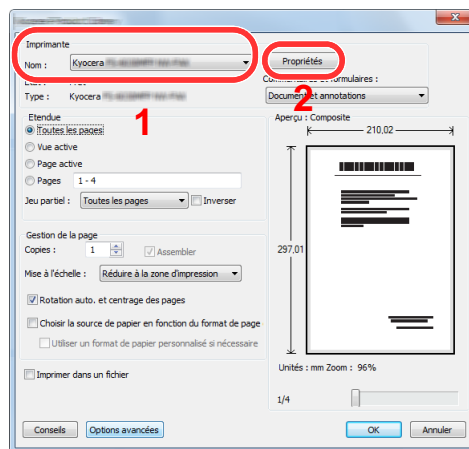 Imprimante
Nom : Kyocera
Propriétés
Type : Kyocera
Commentaires et formulaires :
Document et annotations
1
2
Etendue
Toutes les pages
Vue active
Page active
Pages 1 - 4
Jeu partiel : Toutes les pages Inverser
Aperçu : Composite
210,02
297,01
Gestion de la page
Copies : 1 Assembler
Mise à l'échelle : Réduire à la zone d'impression
Rotation auto. et centrage des pages
Choisir la source de papier en fonction du format de page
Utiliser un format de papier personnalisé si nécessaire
Imprimer dans un fichier
Unités : mm Zoom : 96%
1/4
Conseils Options avancées OK Annuler